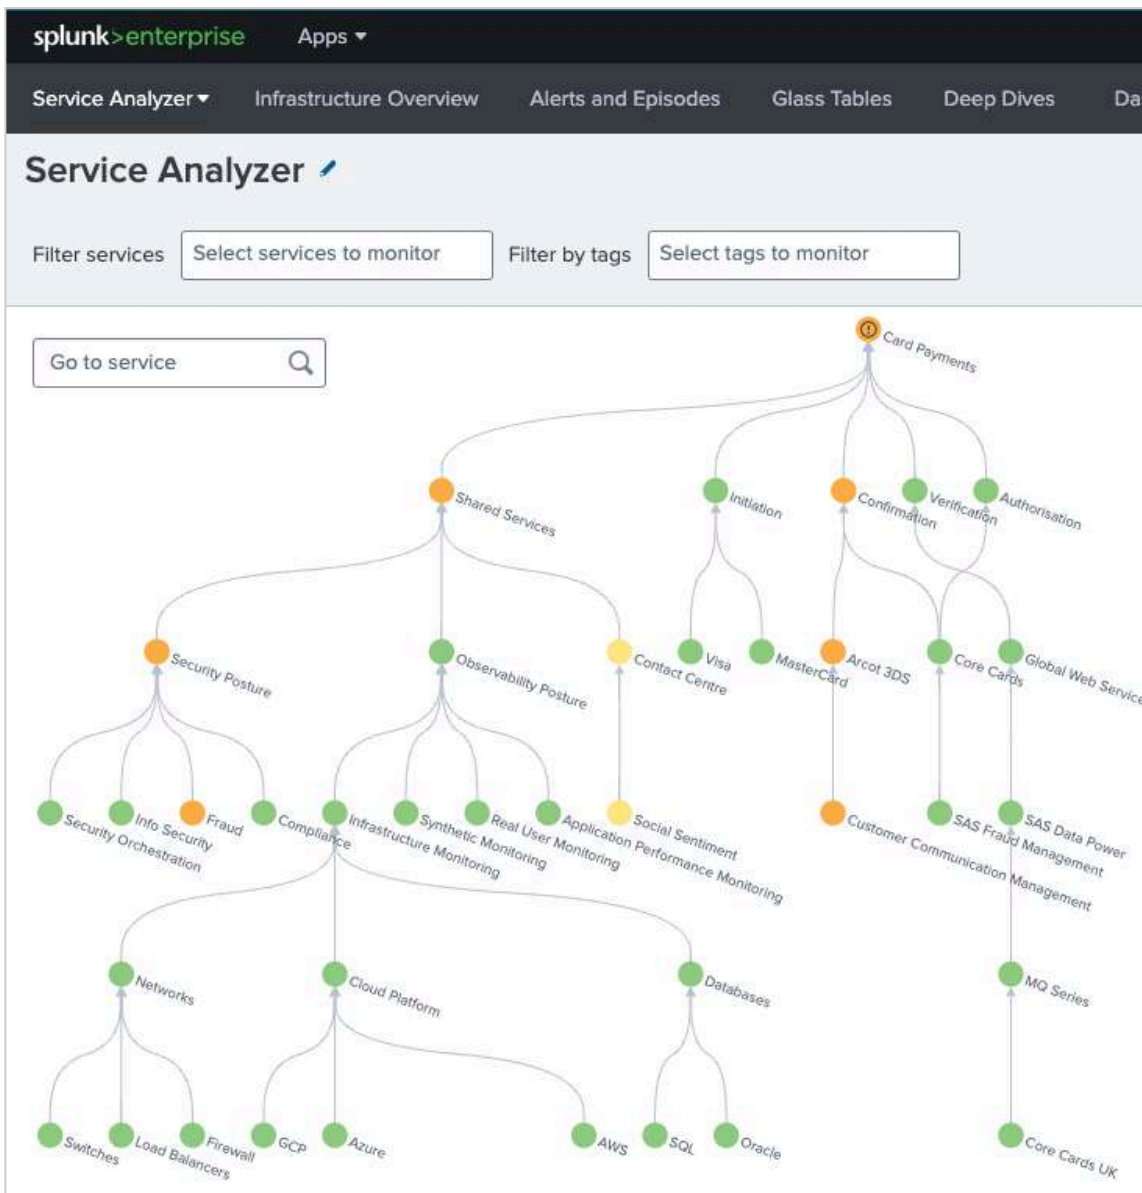 splunk>enterprise Apps
Service Analyzer Infrastructure Overview Alerts and Episodes Glass Tables Deep Dives Da
Service Analyzer
Filter services Select services to monitor Filter by tags Select tags to monitor
Go to service
Card Payments
Shared Services
Initiation
Confirmation
Verification
Authorisation
Security Posture
Observability Posture
Contact Centre
Visa
MasterCard
Arcot 3DS
Core Cards
Global Web Service
Security Orchestration
Info Security
Fraud
Compliance
Infrastructure Monitoring
Synthetic Monitoring
Real User Monitoring
Application Performance Monitoring
Social Sentiment
Customer Communication Management
SAS Fraud Management
SAS Data Power
Networks
Cloud Platform
Databases
MQ Series
Switches
Load Balancers
Firewall
GCP
Azure
AWS
SQL
Oracle
Core Cards UK